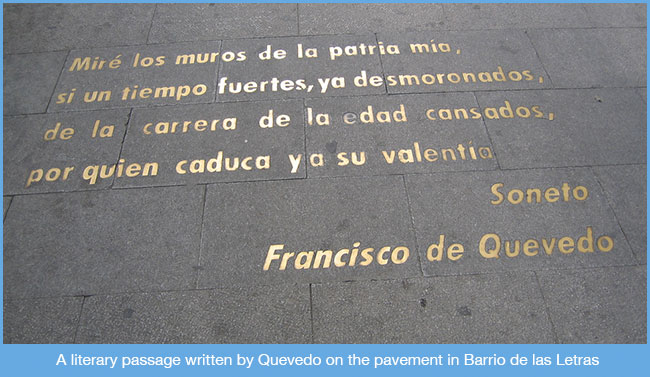 Miré los muros de la patria mía,
si un tiempo fuertes, ya desmoronados,
de la carrera de la edad cansados,
por quien caduca ya su valentía
Soneto
Francisco de Quevedo
A literary passage written by Quevedo on the pavement in Barrio de las Letras